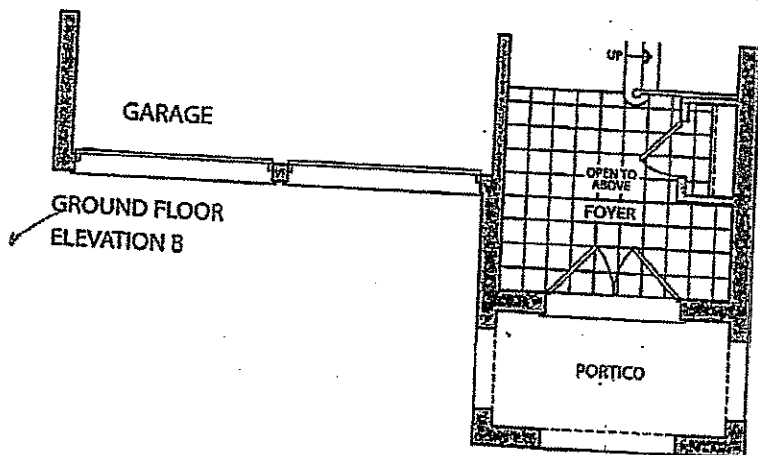 UP
GARAGE
OPEN TO
ABOVE
FOYER
GROUND FLOOR
ELEVATION B
PORTICO